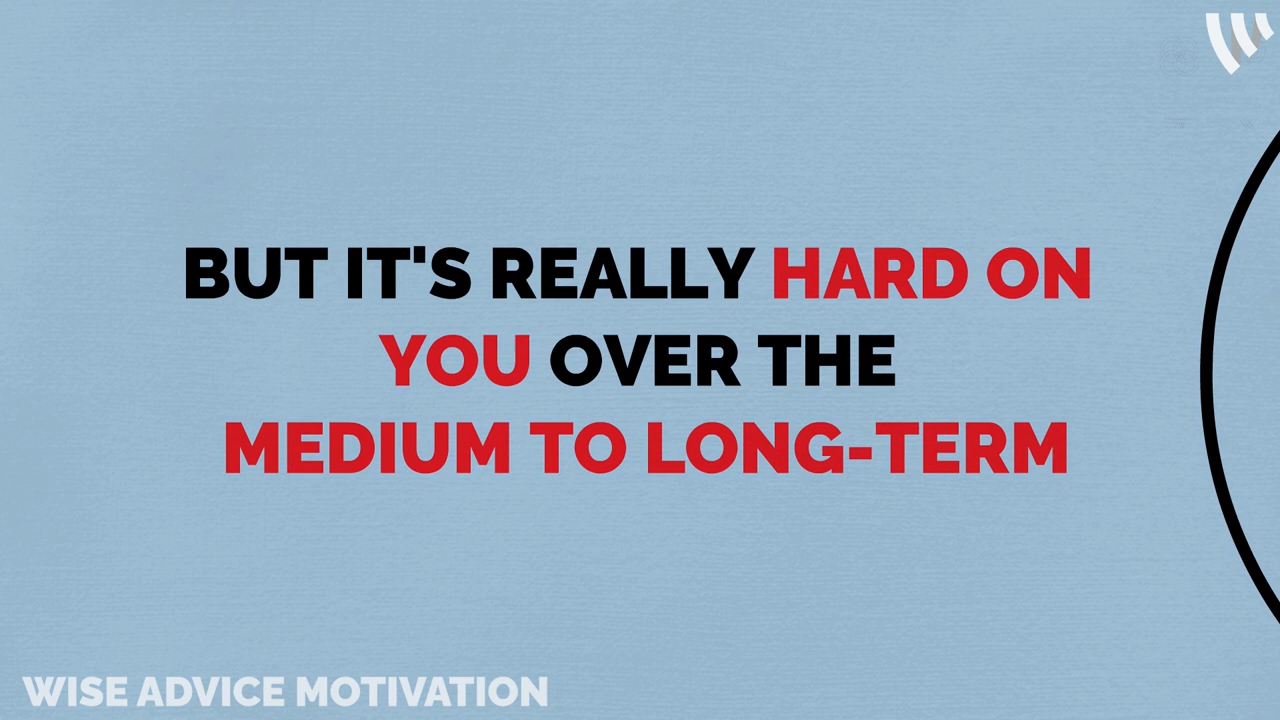 BUT IT'S REALLY HARD ON
YOU OVER THE
MEDIUM TO LONG-TERM
WISE ADVICE MOTIVATION